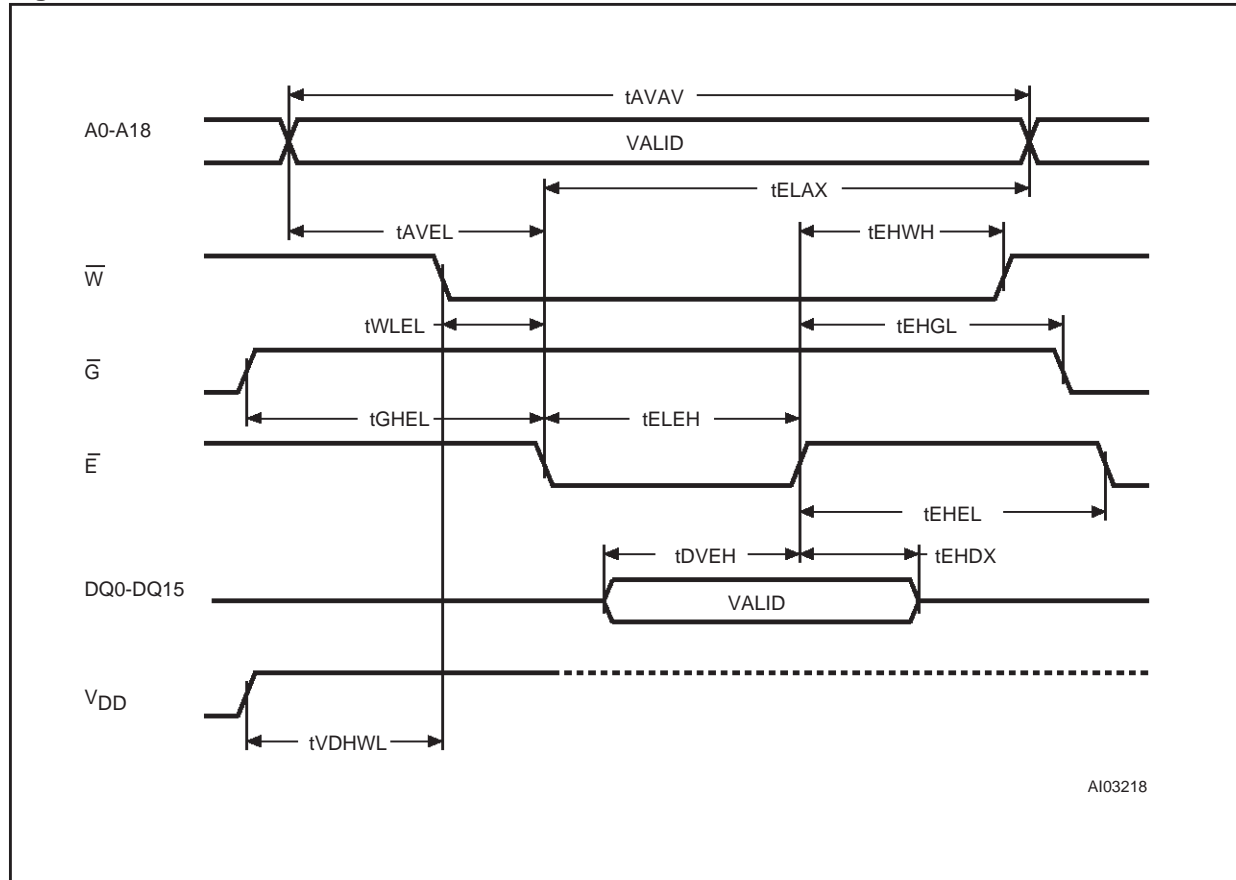 tAVAV
A0-A18
VALID
tELAX
tAVEL
tEHWH
W̅
tWLEL
tEHGL
G̅
tGHEL
tELEH
E̅
tEHEL
tDVEH
tEHDX
DQ0-DQ15
VALID
VDD
tVDHWL
AI03218